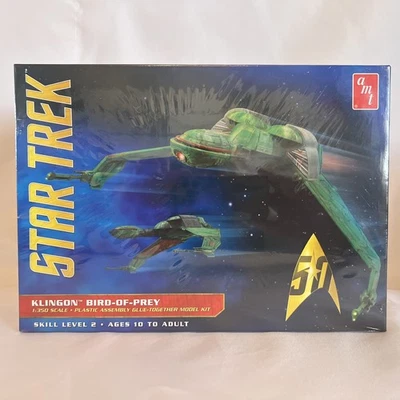 STAR TREK
amt
50
KLINGON™ BIRD-OF-PREY
1:350 SCALE • PLASTIC ASSEMBLY GLUE-TOGETHER MODEL KIT
SKILL LEVEL 2 • AGES 10 TO ADULT